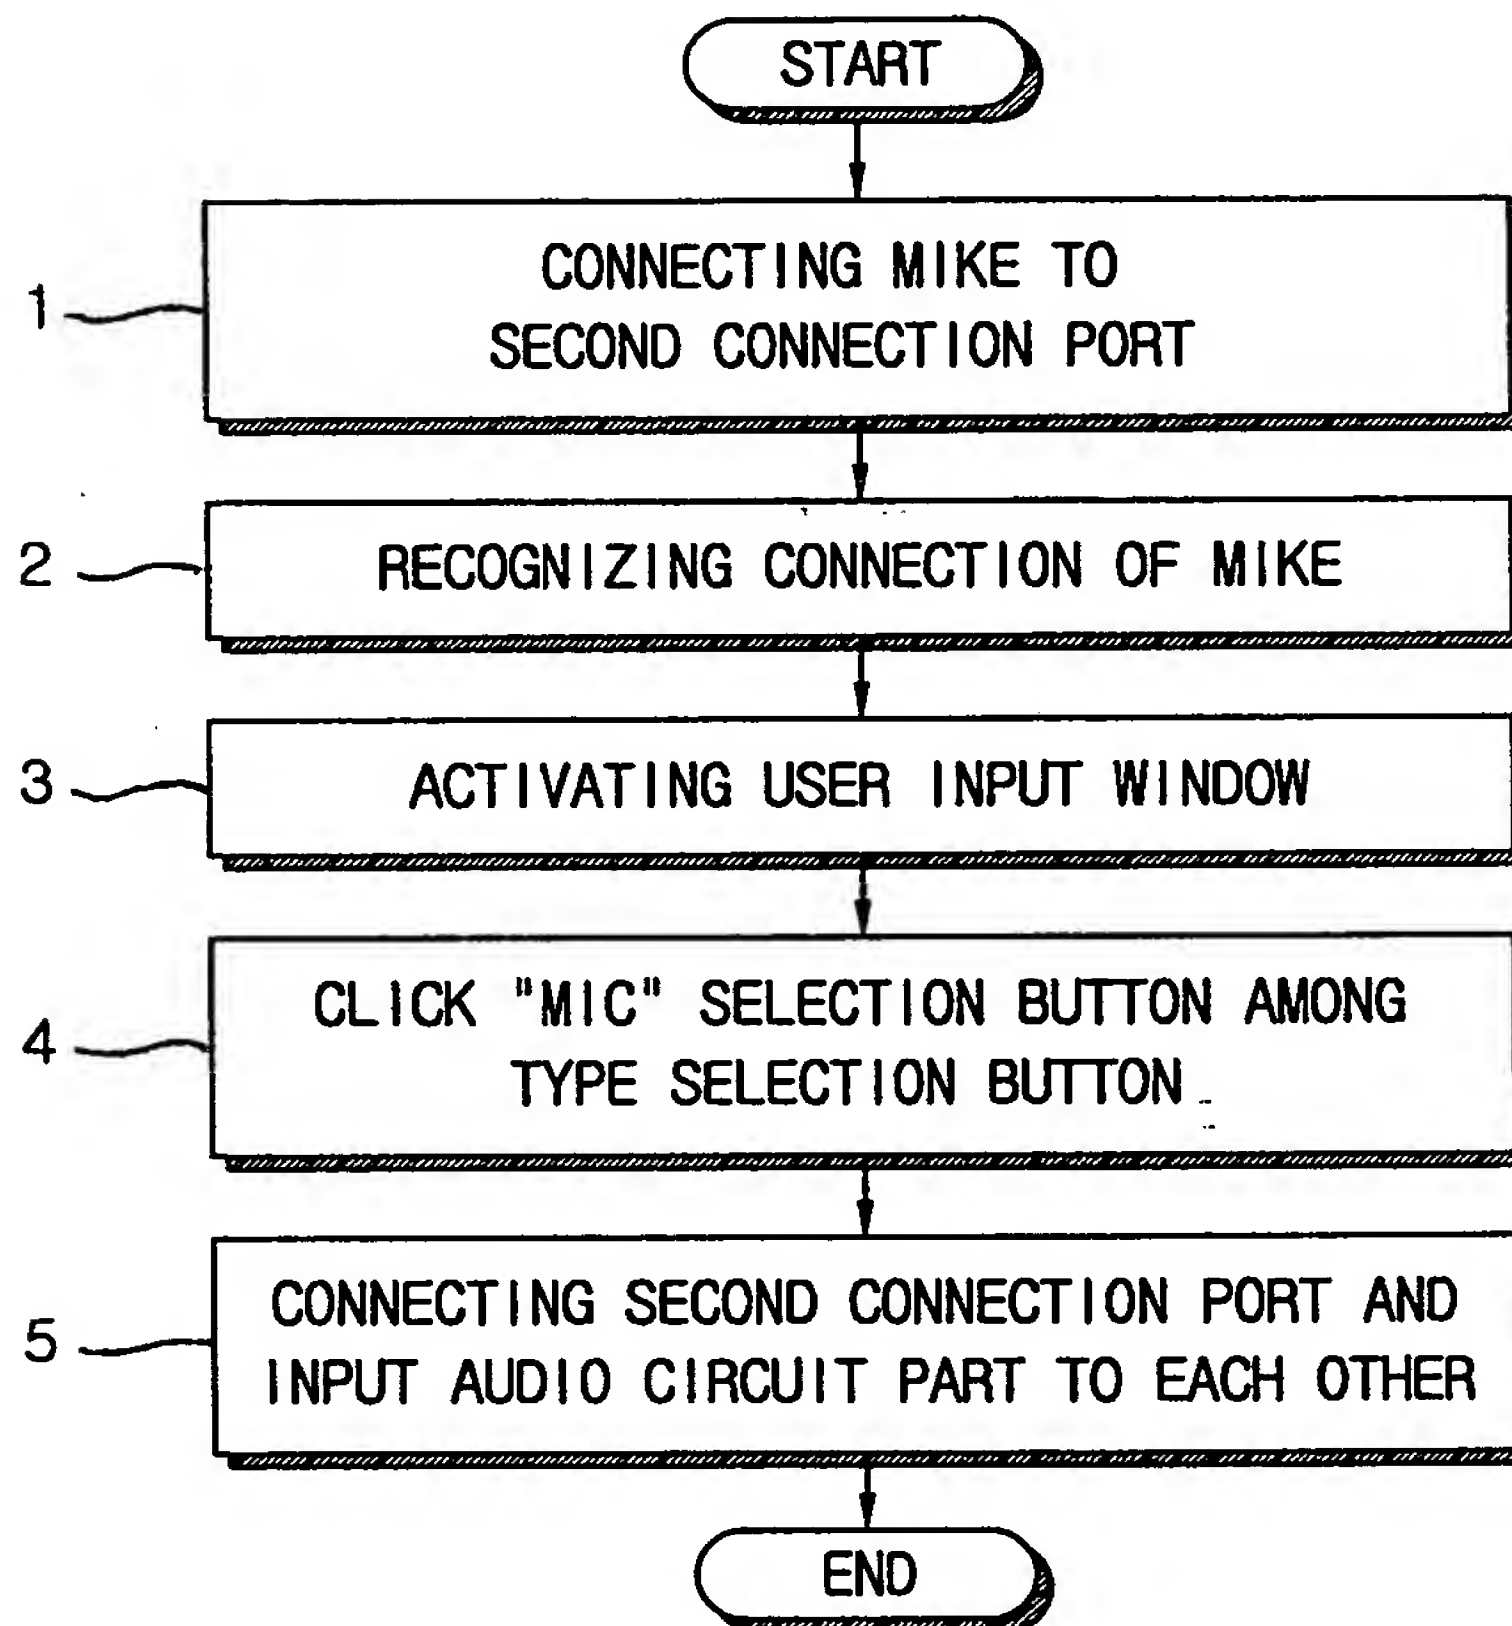 START
1
CONNECTING MIKE TO
SECOND CONNECTION PORT
2
RECOGNIZING CONNECTION OF MIKE
3
ACTIVATING USER INPUT WINDOW
4
CLICK "MIC" SELECTION BUTTON AMONG
TYPE SELECTION BUTTON
5
CONNECTING SECOND CONNECTION PORT AND
INPUT AUDIO CIRCUIT PART TO EACH OTHER
END